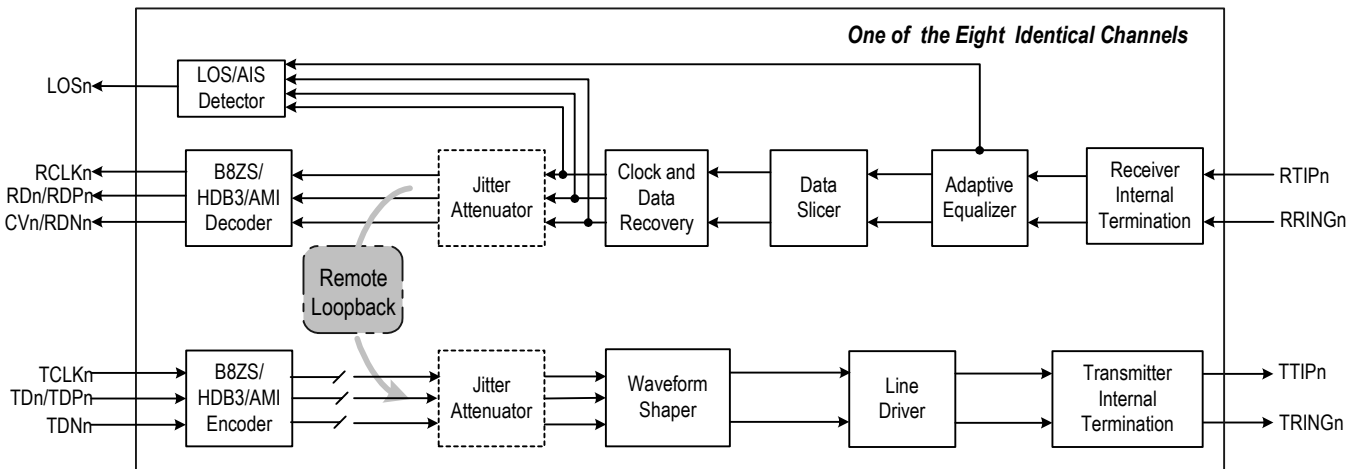 One of the Eight Identical Channels
LOSn
LOS/AIS
Detector
RCLKn
RDn/RDPn
CVn/RDNn
B8ZS/
HDB3/AMI
Decoder
Jitter
Attenuator
Clock and
Data
Recovery
Data
Slicer
Adaptive
Equalizer
Receiver
Internal
Termination
RTIPn
RRINGn
Remote
Loopback
TCLKn
TDn/TDPn
TDNn
B8ZS/
HDB3/AMI
Encoder
Jitter
Attenuator
Waveform
Shaper
Line
Driver
Transmitter
Internal
Termination
TTIPn
TRINGn